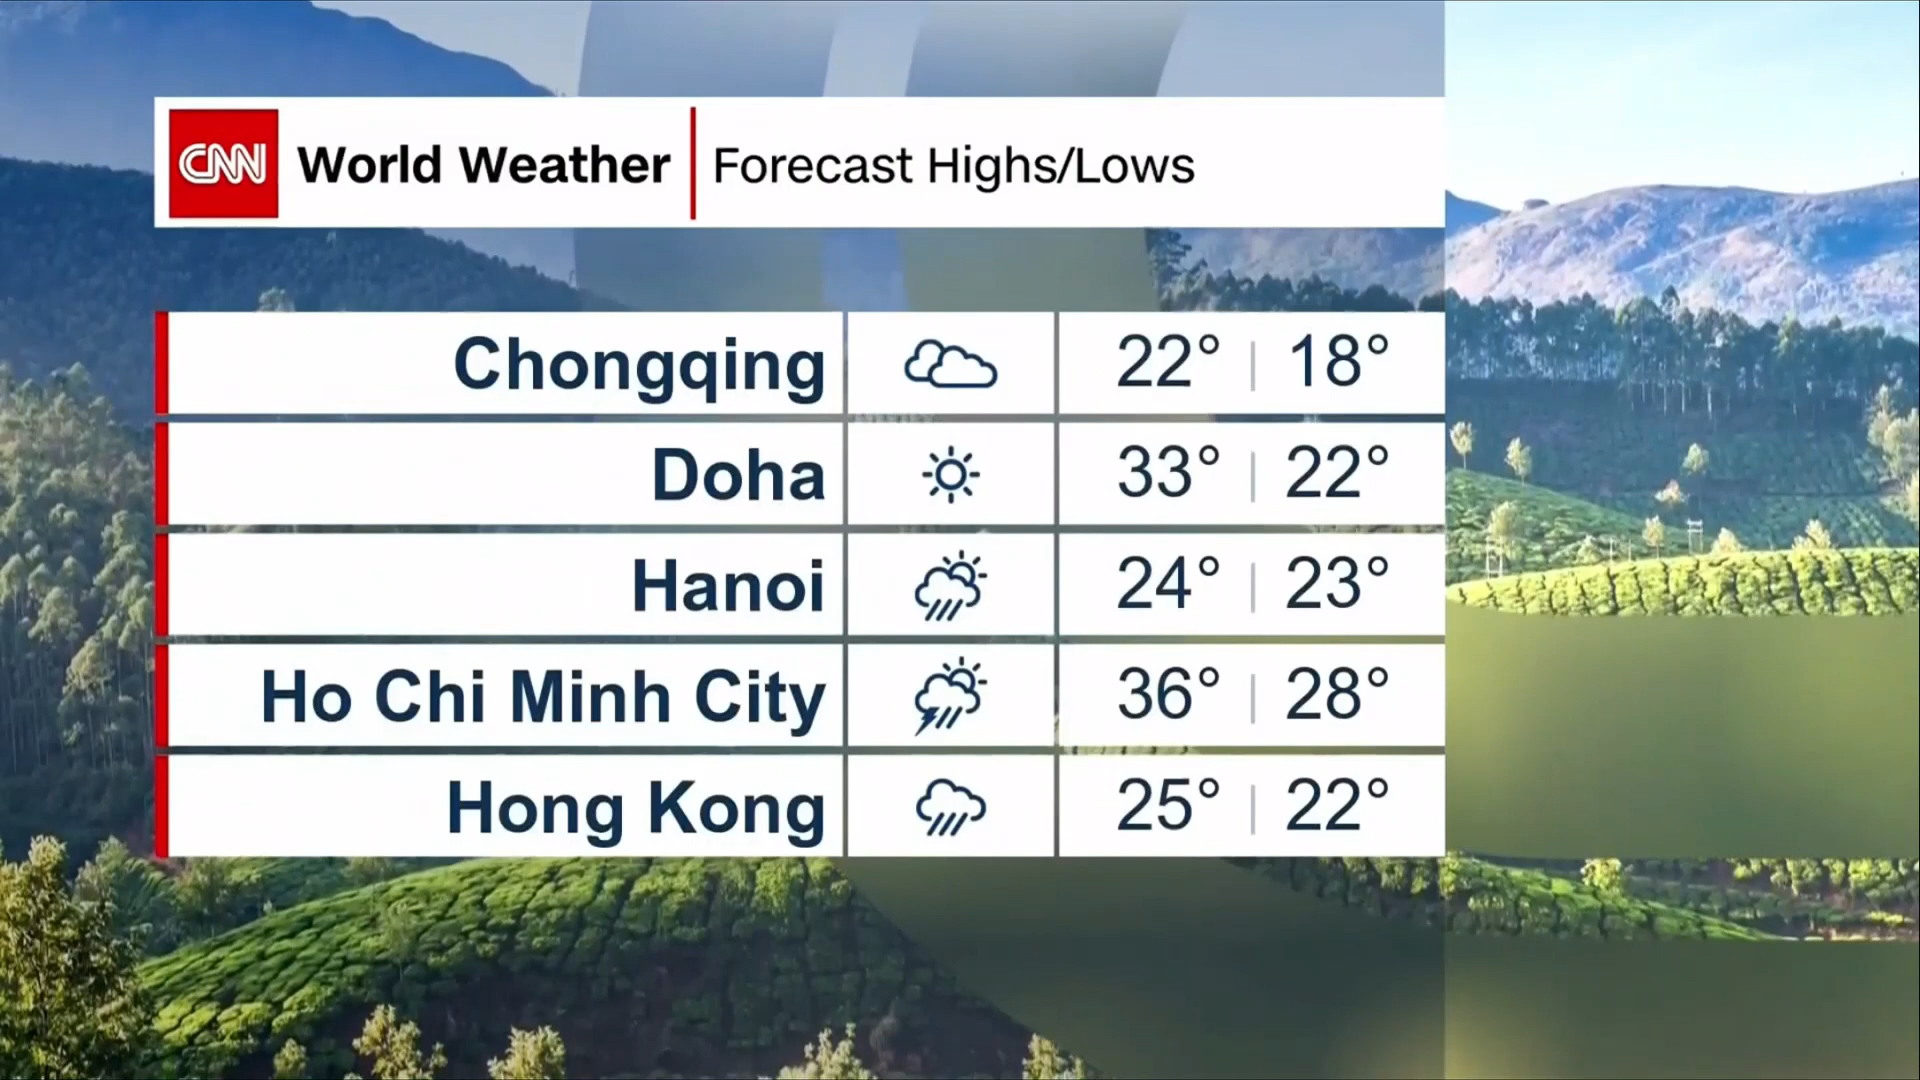 CNN World Weather | Forecast Highs/Lows
Chongqing 22° | 18°
Doha 33° | 22°
Hanoi 24° | 23°
Ho Chi Minh City 36° | 28°
Hong Kong 25° | 22°